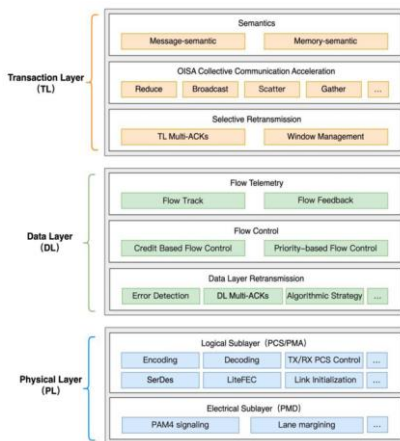 Semantics
Message-semantic Memory-semantic
Transaction Layer
(TL)
OISA Collective Communication Acceleration
Reduce Broadcast Scatter Gather ...
Selective Retransmission
TL Multi-ACKs Window Management
Flow Telemetry
Flow Track Flow Feedback
Data Layer
(DL)
Flow Control
Credit Based Flow Control Priority-based Flow Control
Data Layer Retransmission
Error Detection DL Multi-ACKs Algorithmic Strategy ...
Logical Sublayer (PCS/PMA)
Encoding Decoding TX/RX PCS Control ...
Physical Layer
(PL)
SerDes LiteFEC Link Initialization ...
Electrical Sublayer (PMD)
PAM4 signaling Lane margining ...